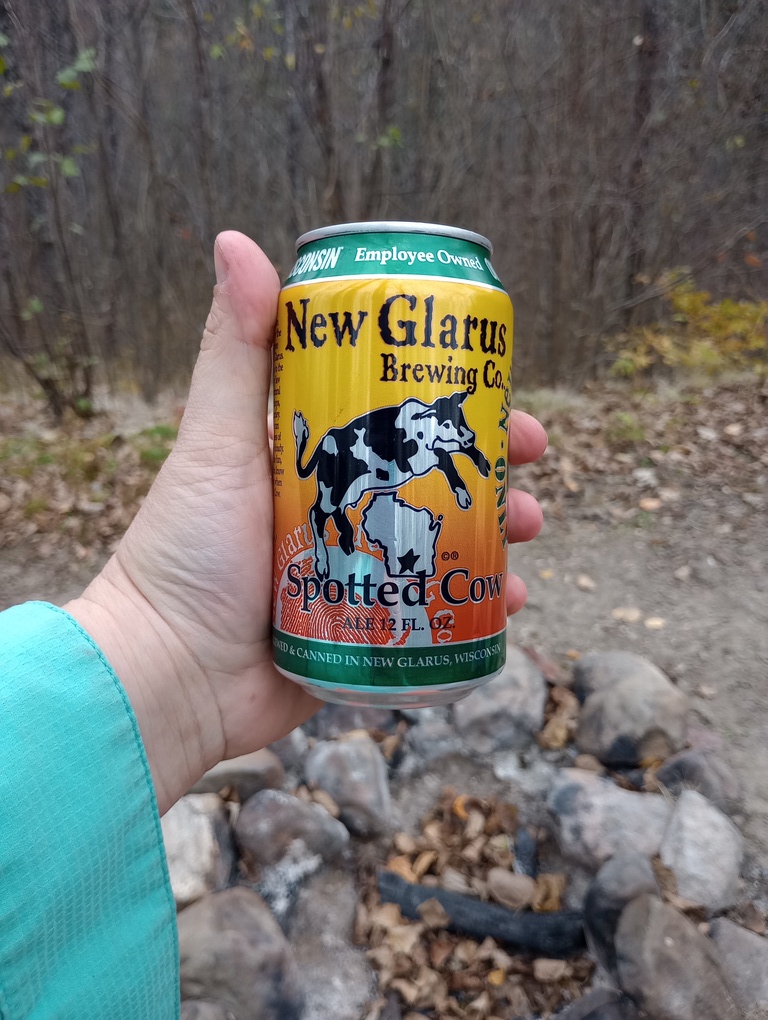 Employee Owned
New Glarus
Brewing Co.
©®
Spotted Cow
ALE 12 FL. OZ.
& CANNED IN NEW GLARUS, WISCONSIN